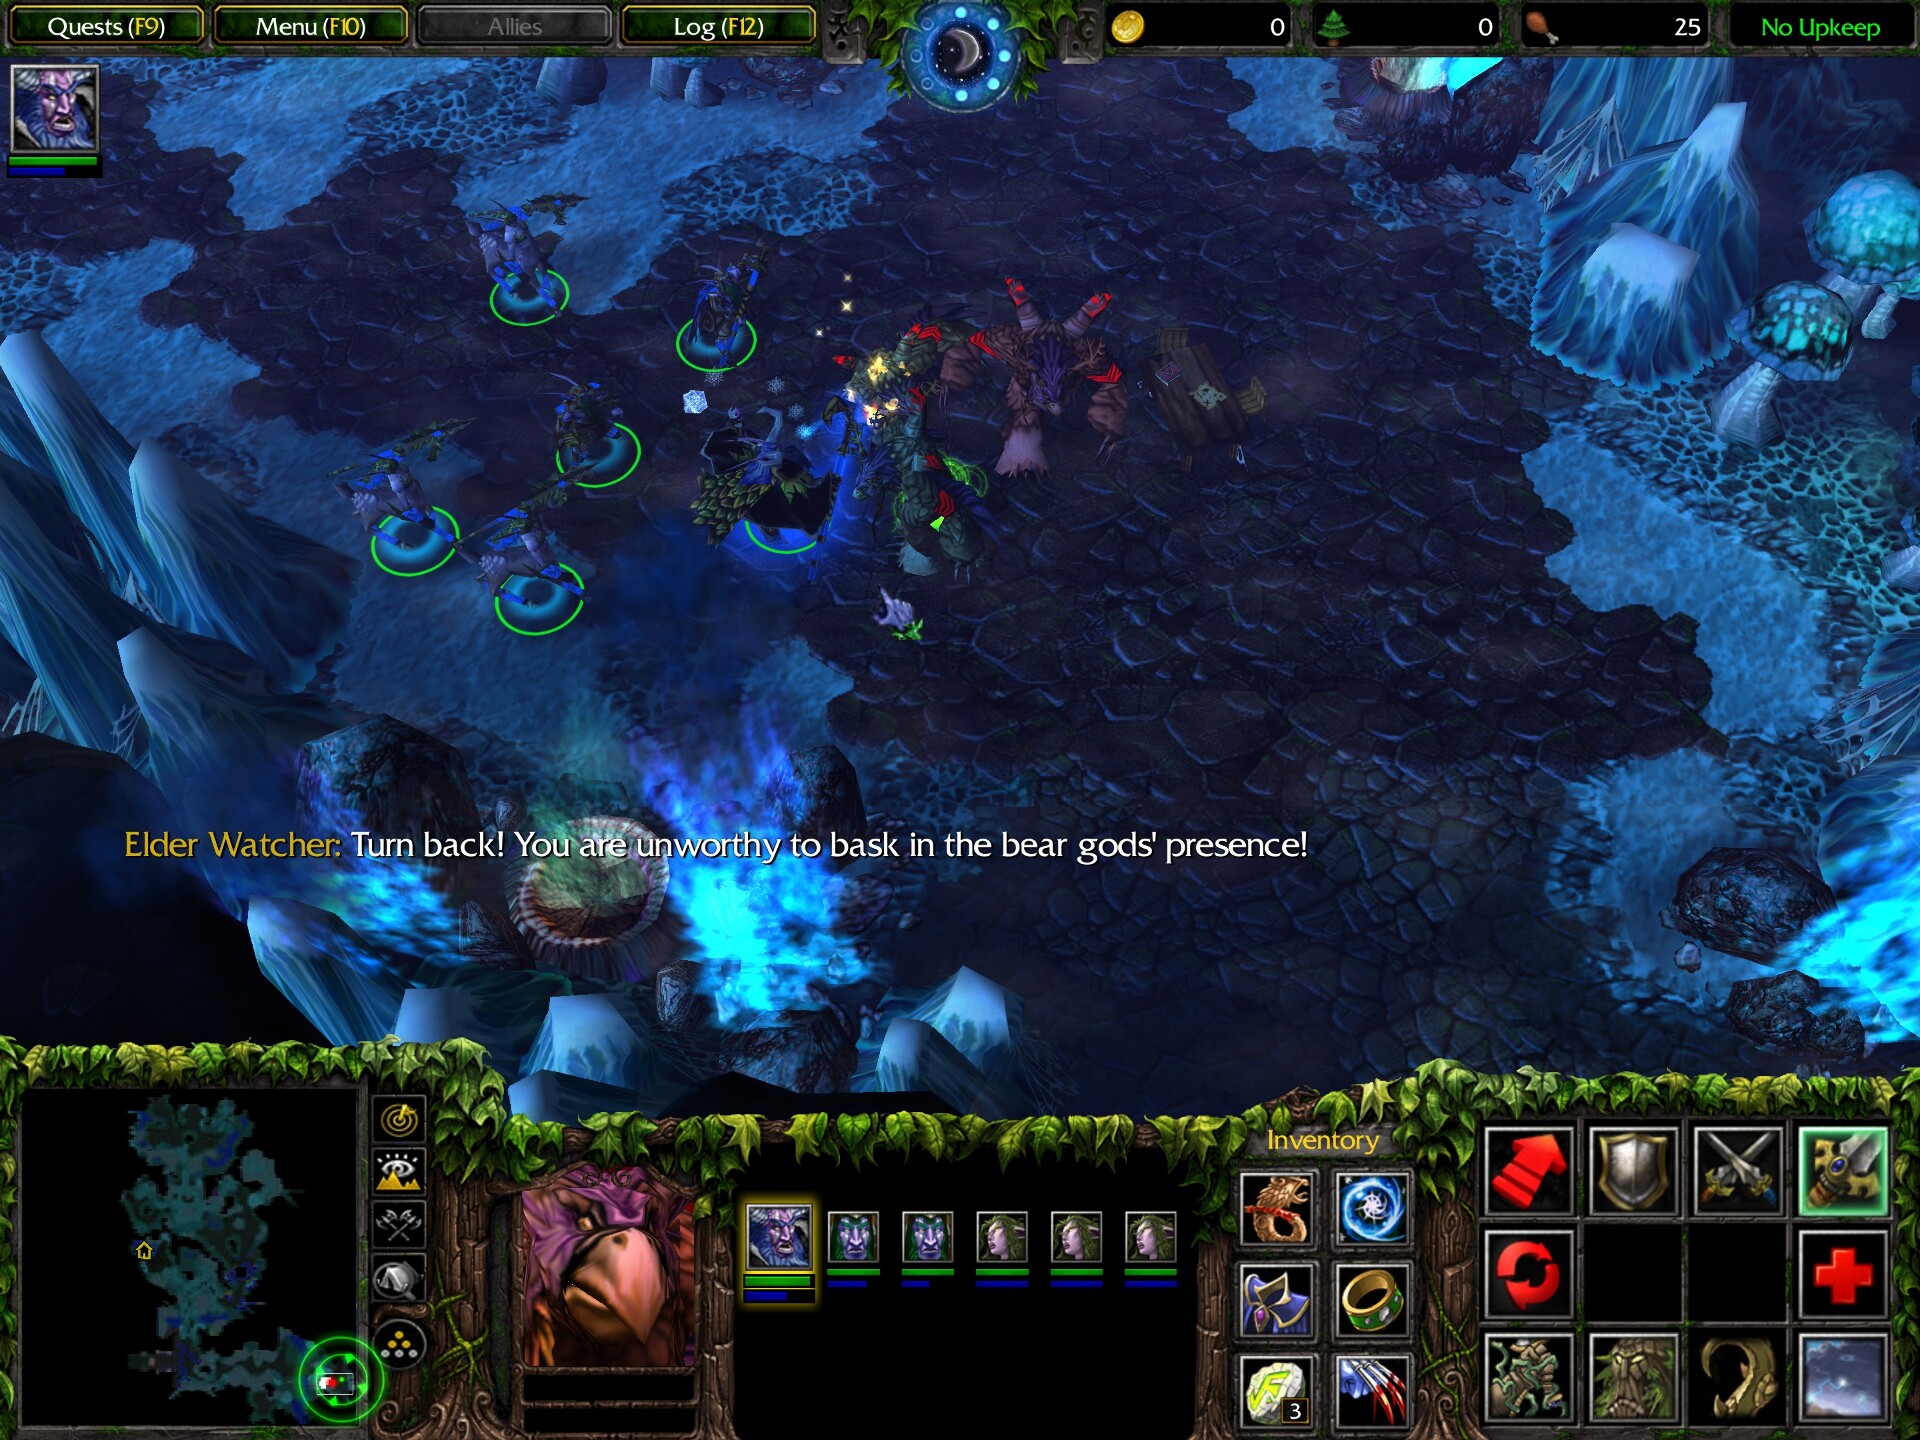 Quests (F9) Menu (F10) Allies Log (F12) 0 0 25 No Upkeep
Elder Watcher: Turn back! You are unworthy to bask in the bear gods' presence!
Inventory
3